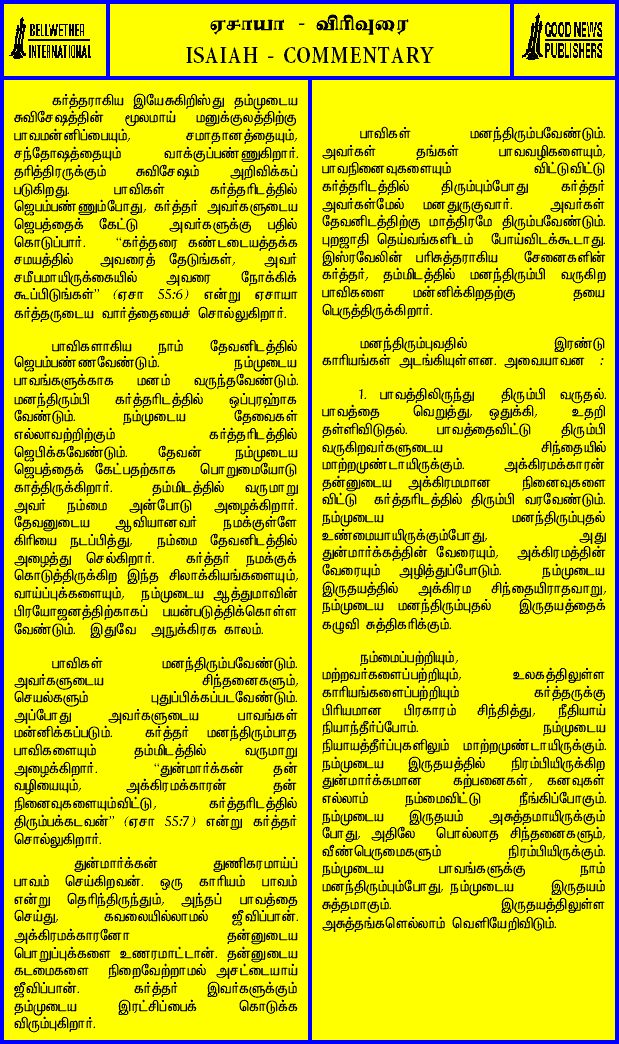 BELLWETHER
INTERNATIONAL
ஏசாயா - விரிவுரை
ISAIAH - COMMENTARY
GOOD NEWS
PUBLISHERS
கர்த்தராகிய இயேசுகிறிஸ்து தம்முடைய
சுவிசேஷத்தின் மூலமாய் மனுக்குலத்திற்கு
பாவமன்னிப்பையும், சமாதானத்தையும்,
சந்தோஷத்தையும் வாக்குப்பண்ணுகிறார்.
தரித்திரருக்கும் சுவிசேஷம் அறிவிக்கப்
படுகிறது. பாவிகள் கர்த்தரிடத்தில்
ஜெபம்பண்ணும்போது, கர்த்தர் அவர்களுடைய
ஜெபத்தைக் கேட்டு அவர்களுக்கு பதில்
கொடுப்பார். “கர்த்தரை கண்டடையத்தக்க
சமயத்தில் அவரைத் தேடுங்கள், அவர்
சமீபமாயிருக்கையில் அவரை நோக்கிக்
கூப்பிடுங்கள்” (ஏசா 55:6) என்று ஏசாயா
கர்த்தருடைய வார்த்தையைச் சொல்லுகிறார்.
பாவிகளாகிய நாம் தேவனிடத்தில்
ஜெபம்பண்ணவேண்டும். நம்முடைய
பாவங்களுக்காக மனம் வருந்தவேண்டும்.
மனந்திரும்பி கர்த்தரிடத்தில் ஒப்புரவாக
வேண்டும். நம்முடைய தேவைகள்
எல்லாவற்றிற்கும் கர்த்தரிடத்தில்
ஜெபிக்கவேண்டும். தேவன் நம்முடைய
ஜெபத்தைக் கேட்பதற்காக பொறுமையோடு
காத்திருக்கிறார். தம்மிடத்தில் வருமாறு
அவர் நம்மை அன்போடு அழைக்கிறார்.
தேவனுடைய ஆவியானவர் நமக்குள்ளே
கிரியை நடப்பித்து, நம்மை தேவனிடத்தில்
அழைத்து செல்கிறார். கர்த்தர் நமக்குக்
கொடுத்திருக்கிற இந்த சிலாக்கியங்களையும்,
வாய்ப்புக்களையும், நம்முடைய ஆத்துமாவின்
பிரயோஜனத்திற்காகப் பயன்படுத்திக்கொள்ள
வேண்டும். இதுவே அநுக்கிரக காலம்.
பாவிகள் மனந்திரும்பவேண்டும்.
அவர்களுடைய சிந்தனைகளும்,
செயல்களும் புதுப்பிக்கப்படவேண்டும்.
அப்போது அவர்களுடைய பாவங்கள்
மன்னிக்கப்படும். கர்த்தர் மனந்திரும்பாத
பாவிகளையும் தம்மிடத்தில் வருமாறு
அழைக்கிறார். “துன்மார்க்கன் தன்
வழியையும், அக்கிரமக்காரன் தன்
நினைவுகளையும்விட்டு, கர்த்தரிடத்தில்
திரும்பக்கடவன்” (ஏசா 55:7) என்று கர்த்தர்
சொல்லுகிறார்.
துன்மார்க்கன் துணிகரமாய்ப்
பாவம் செய்கிறவன். ஒரு காரியம் பாவம்
என்று தெரிந்திருந்தும், அந்தப் பாவத்தை
செய்து, கவலையில்லாமல் ஜீவிப்பான்.
அக்கிரமக்காரனோ தன்னுடைய
பொறுப்புக்களை உணரமாட்டான். தன்னுடைய
கடமைகளை நிறைவேற்றாமல் அசட்டையாய்
ஜீவிப்பான். கர்த்தர் இவர்களுக்கும்
தம்முடைய இரட்சிப்பைக் கொடுக்க
விரும்புகிறார்.
பாவிகள் மனந்திரும்பவேண்டும்.
அவர்கள் தங்கள் பாவவழிகளையும்,
பாவநினைவுகளையும் விட்டுவிட்டு
கர்த்தரிடத்தில் திரும்பும்போது கர்த்தர்
அவர்கள்மேல் மனதுருகுவார். அவர்கள்
தேவனிடத்திற்கு மாத்திரமே திரும்பவேண்டும்.
புறஜாதி தெய்வங்களிடம் போய்விடக்கூடாது.
இஸ்ரவேலின் பரிசுத்தராகிய சேனைகளின்
கர்த்தர், தம்மிடத்தில் மனந்திரும்பி வருகிற
பாவிகளை மன்னிக்கிறதற்கு தயை
பெருத்திருக்கிறார்.
மனந்திரும்புவதில் இரண்டு
காரியங்கள் அடங்கியுள்ளன. அவையாவன :
1. பாவத்திலிருந்து திரும்பி வருதல்.
பாவத்தை வெறுத்து, ஒதுக்கி, உதறி
தள்ளிவிடுதல். பாவத்தைவிட்டு திரும்பி
வருகிறவர்களுடைய சிந்தையில்
மாற்றமுண்டாயிருக்கும். அக்கிரமக்காரன்
தன்னுடைய அக்கிரமமான நினைவுகளை
விட்டு கர்த்தரிடத்தில் திரும்பி வரவேண்டும்.
நம்முடைய மனந்திரும்புதல்
உண்மையாயிருக்கும்போது, அது
துன்மார்க்கத்தின் வேரையும், அக்கிரமத்தின்
வேரையும் அழித்துப்போடும். நம்முடைய
இருதயத்தில் அக்கிரம சிந்தையிராதவாறு,
நம்முடைய மனந்திரும்புதல் இருதயத்தைக்
கழுவி சுத்திகரிக்கும்.
நம்மைப்பற்றியும்,
மற்றவர்களைப்பற்றியும், உலகத்திலுள்ள
காரியங்களைப்பற்றியும் கர்த்தருக்கு
பிரியமான பிரகாரம் சிந்தித்து, நீதியாய்
நியாந்தீர்ப்போம். நம்முடைய
நியாயத்தீர்ப்புகளிலும் மாற்றமுண்டாயிருக்கும்.
நம்முடைய இருதயத்தில் நிரம்பியிருக்கிற
துன்மார்க்கமான கற்பனைகள், கனவுகள்
எல்லாம் நம்மைவிட்டு நீங்கிப்போகும்.
நம்முடைய இருதயம் அசுத்தமாயிருக்கும்
போது, அதிலே பொல்லாத சிந்தனைகளும்,
வீண்பெருமைகளும் நிரம்பியிருக்கும்.
நம்முடைய பாவங்களுக்கு நாம்
மனந்திரும்பும்போது, நம்முடைய இருதயம்
சுத்தமாகும். இருதயத்திலுள்ள
அசுத்தங்களெல்லாம் வெளியேறிவிடும்.